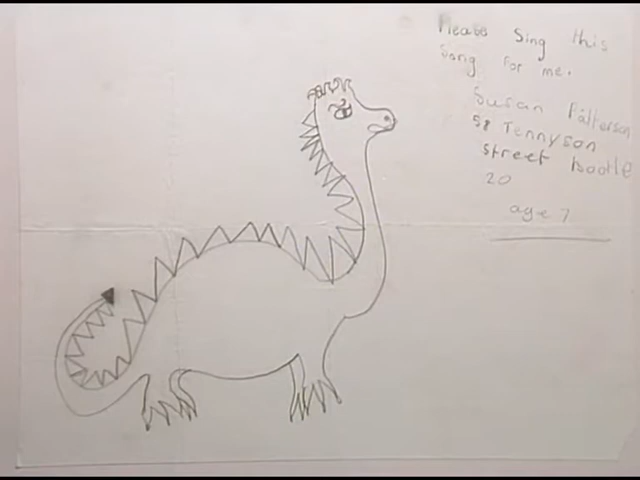 Please Sing this
Song for me.
Susan Patterson
58 Tennyson
street Bootle
20
age 7